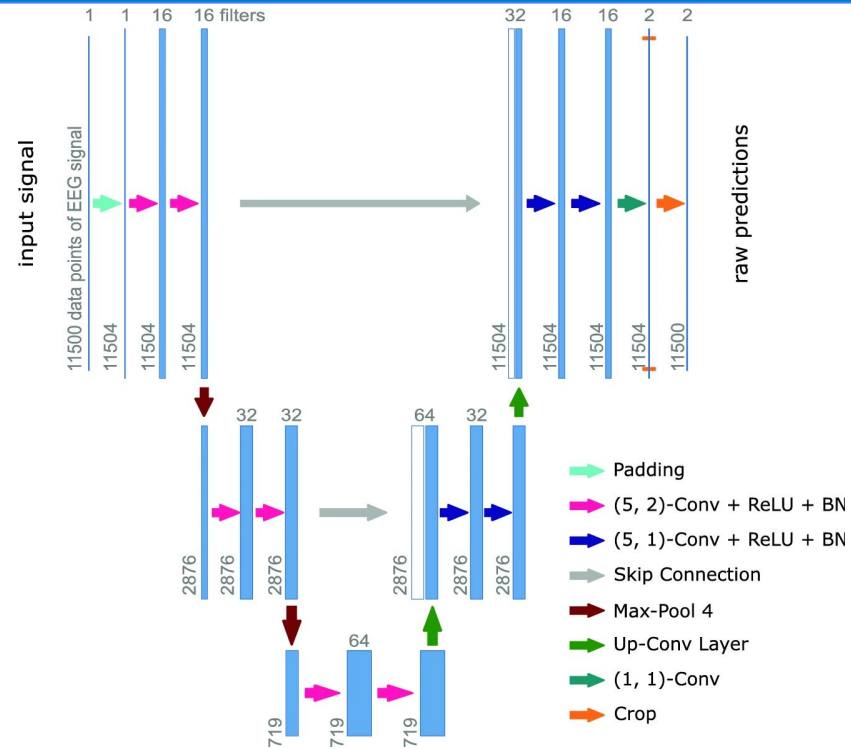 1 1 16 16 filters 32 16 16 2 2
input signal
11500 data points of EEG signal
11504
11504
11504
11504
11504
11504
11504
11500
raw predictions
32 32 64 32
2876
2876
2876
2876
2876
2876
64
719
719
719
Padding
(5, 2)-Conv + ReLU + BN
(5, 1)-Conv + ReLU + BN
Skip Connection
Max-Pool 4
Up-Conv Layer
(1, 1)-Conv
Crop